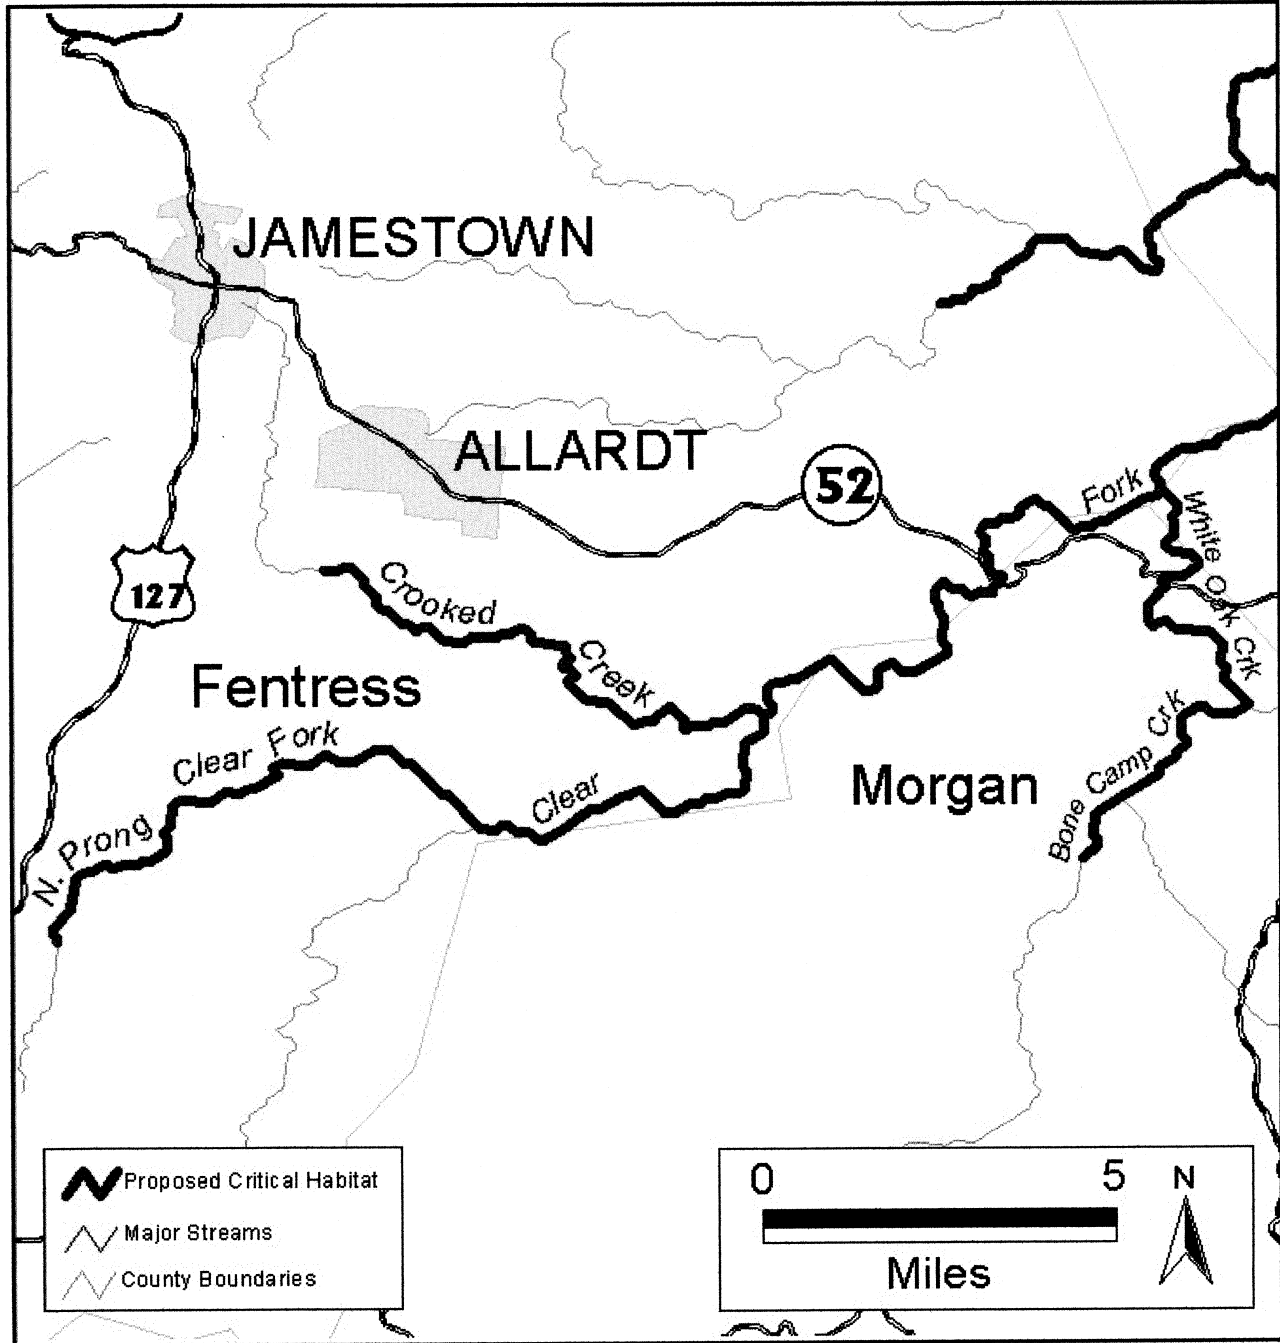 JAMESTOWN
ALLARDT
52
Fork
White Oak Crk
127
Crooked
Creek
Fentress
Clear Fork
Clear
N. Prong
Morgan
Bone Camp Crk
Proposed Critical Habitat
Major Streams
County Boundaries
0 5
Miles
N